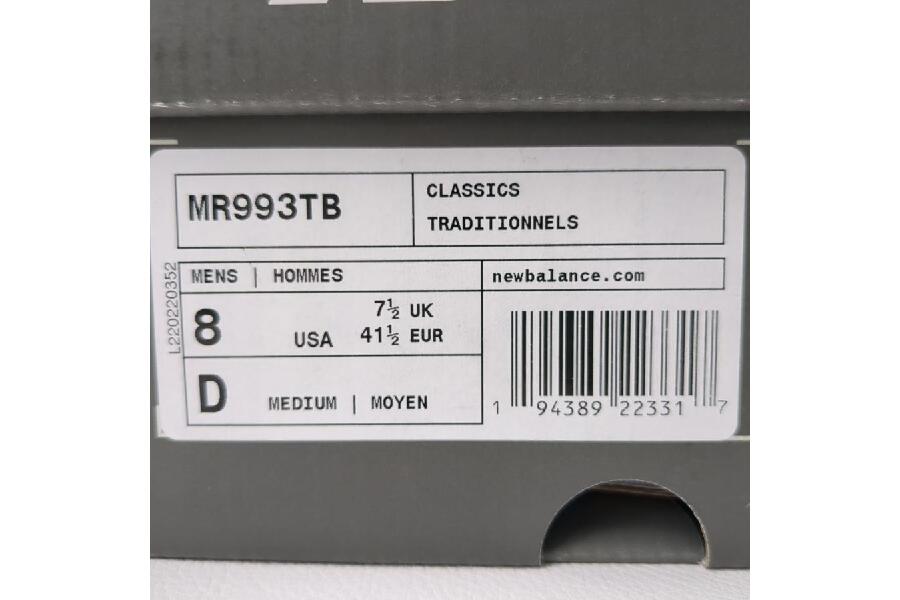 MR993TB
CLASSICS
TRADITIONNELS
MENS | HOMMES
newbalance.com
L220220352
8 USA
7½ UK
41½ EUR
D MEDIUM | MOYEN
1 94389 22331 7